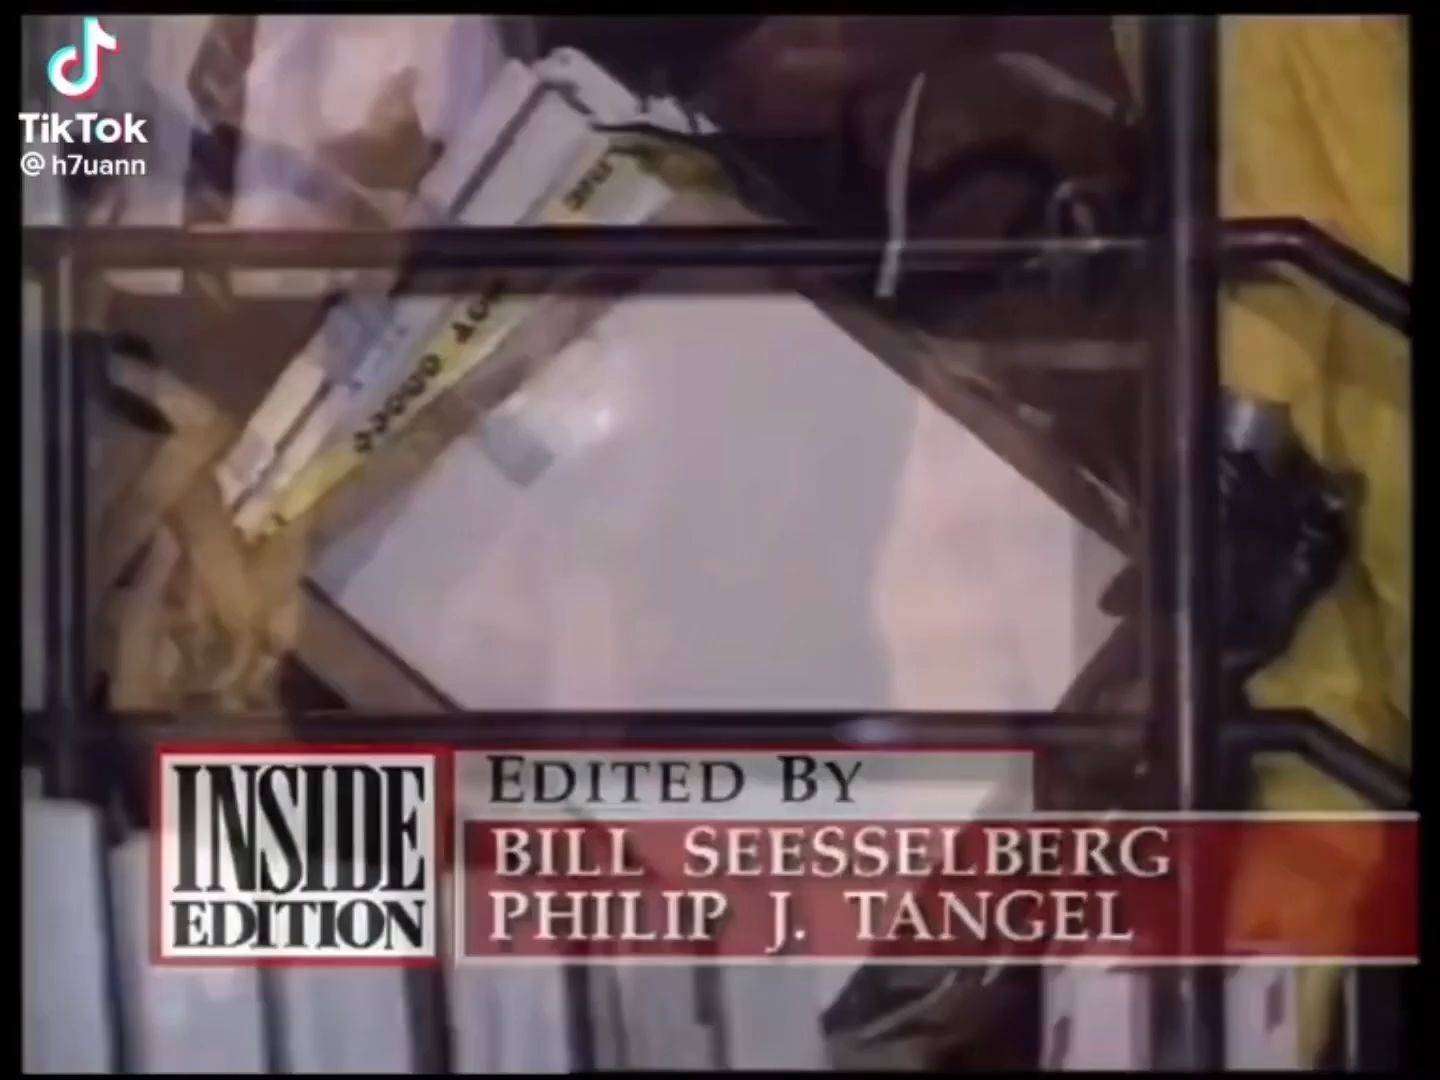 TikTok
@h7uann
INSIDE
EDITION
EDITED BY
BILL SEESSELBERG
PHILIP J. TANGEL